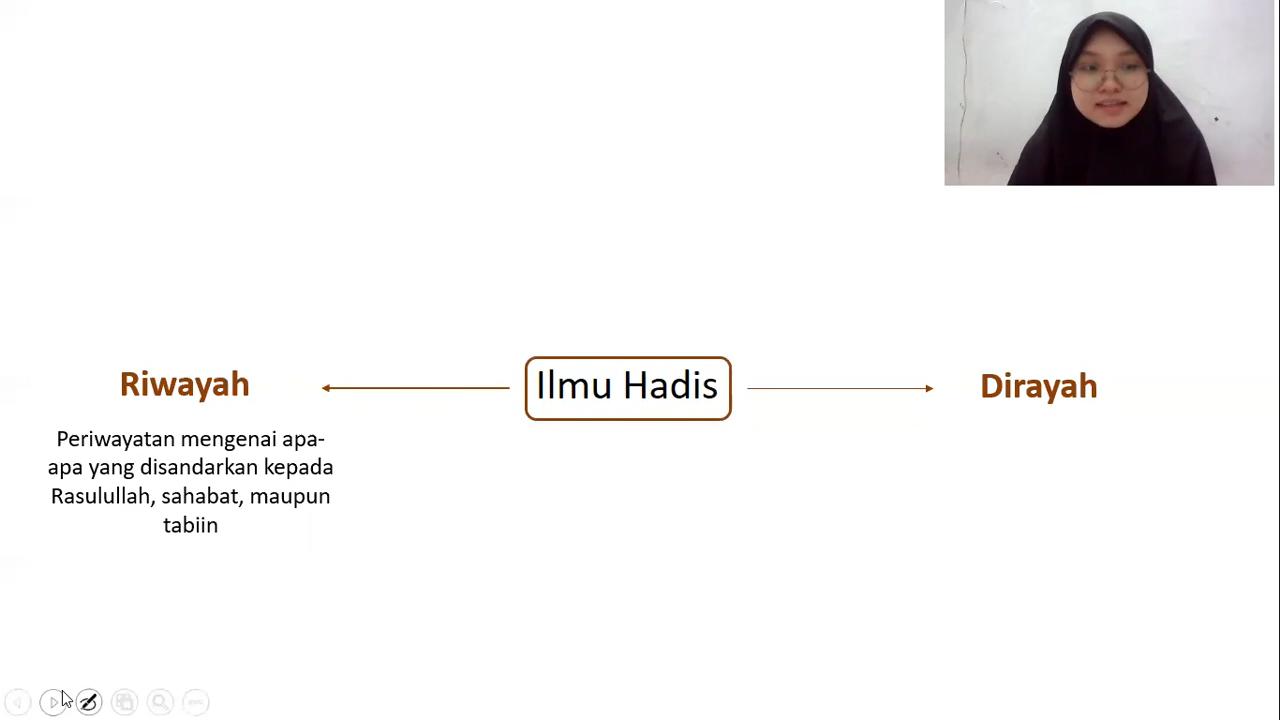 Ilmu Hadis
Riwayah
Periwayatan mengenai apa-
apa yang disandarkan kepada
Rasulullah, sahabat, maupun
tabiin
Dirayah